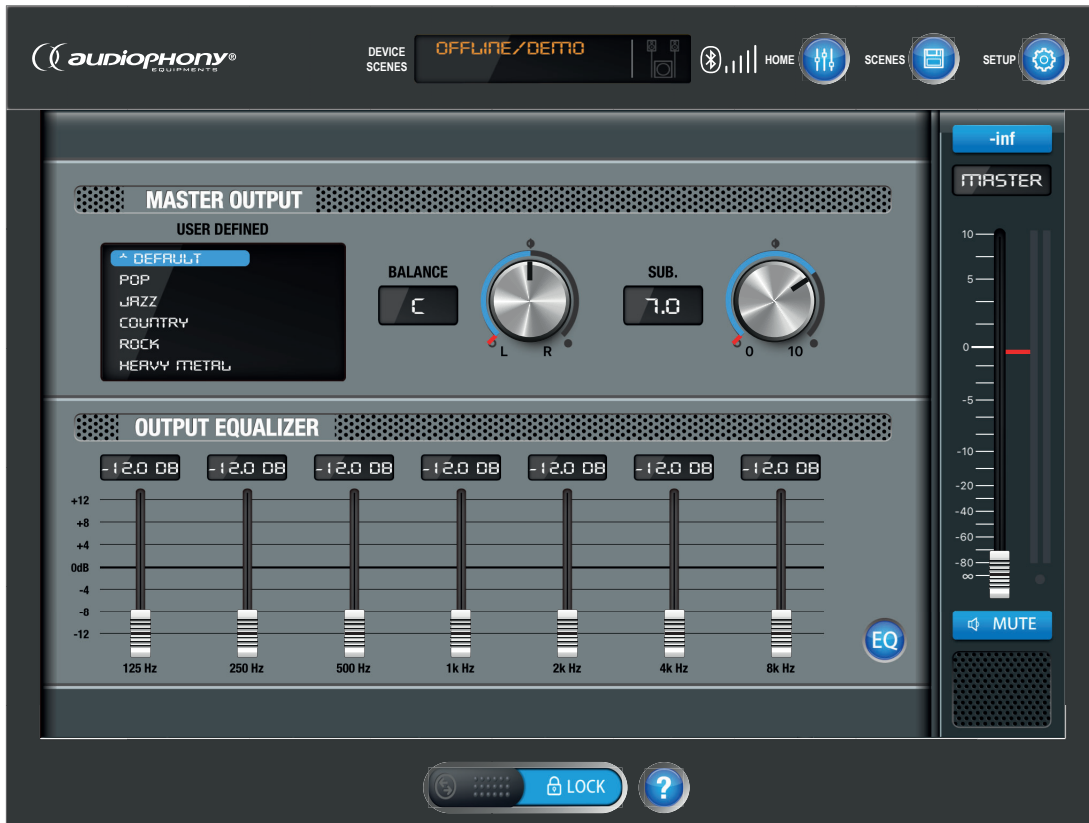 audiophony®
EQUIPMENTS
DEVICE
SCENES
OFFLINE/DEMO
HOME
SCENES
SETUP
-inf
MASTER
MASTER OUTPUT
USER DEFINED
* DEFAULT
POP
JAZZ
COUNTRY
ROCK
HEAVY METAL
BALANCE
C
L R
SUB.
7.0
0 10
OUTPUT EQUALIZER
-12.0 DB -12.0 DB -12.0 DB -12.0 DB -12.0 DB -12.0 DB -12.0 DB
+12
+8
+4
0dB
-4
-8
-12
125 Hz 250 Hz 500 Hz 1k Hz 2k Hz 4k Hz 8k Hz
EQ
10
5
0
-5
-10
-20
-40
-60
-80
∞
MUTE
LOCK
?